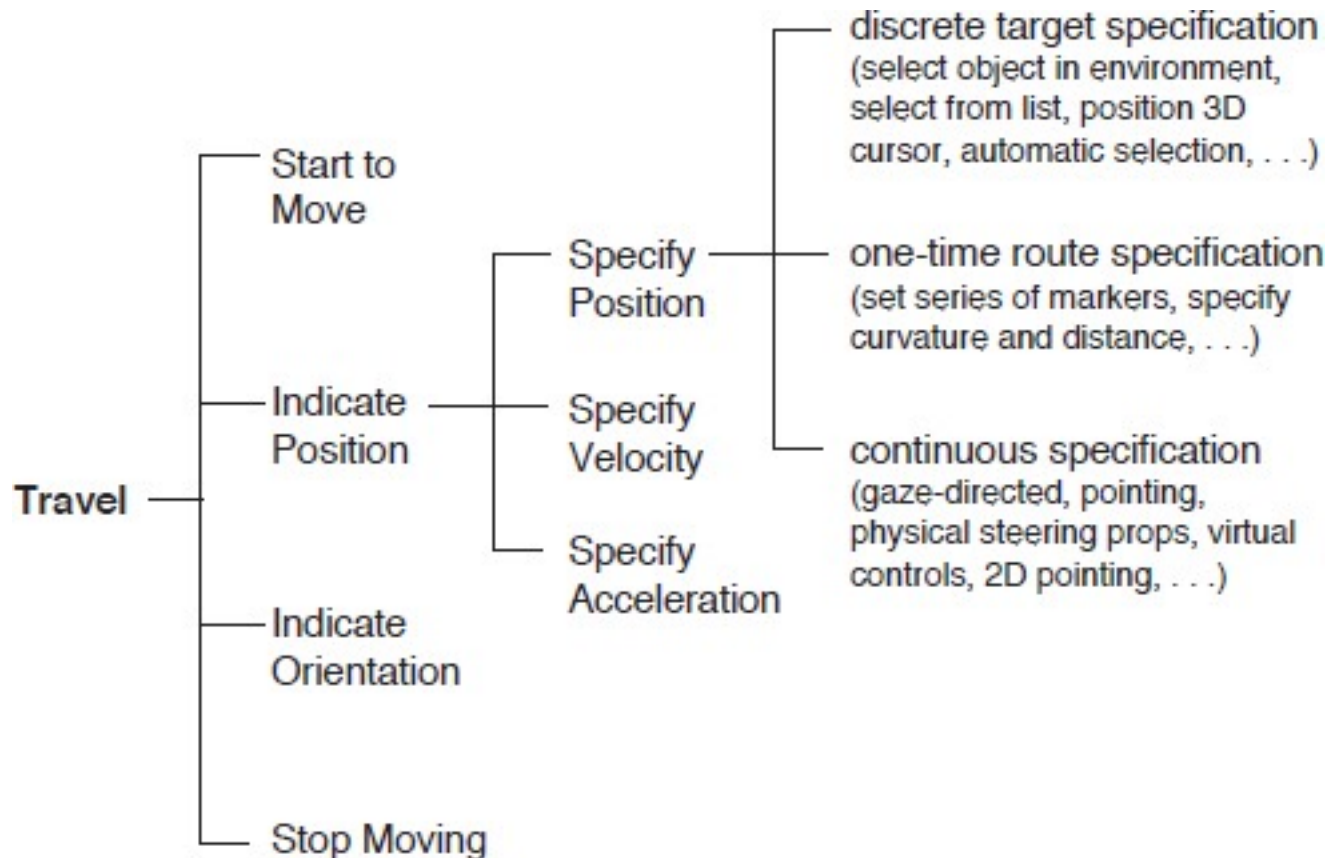 discrete target specification
(select object in environment,
select from list, position 3D
cursor, automatic selection, . . .)
Start to
Move
Specify
Position
one-time route specification
(set series of markers, specify
curvature and distance, . . .)
Indicate
Position
Specify
Velocity
continuous specification
(gaze-directed, pointing,
physical steering props, virtual
controls, 2D pointing, . . .)
Travel
Specify
Acceleration
Indicate
Orientation
Stop Moving